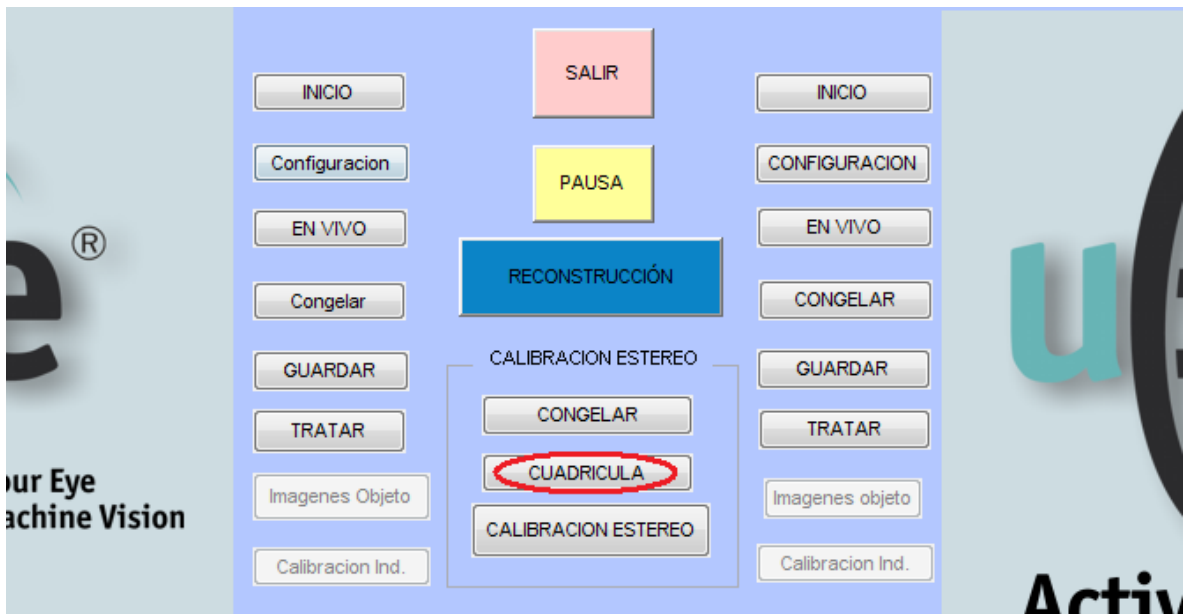 SALIR
INICIO
INICIO
Configuracion
PAUSA
CONFIGURACION
EN VIVO
EN VIVO
e®
u
RECONSTRUCCIÓN
Congelar
CONGELAR
CALIBRACION ESTEREO
GUARDAR
GUARDAR
CONGELAR
TRATAR
TRATAR
CUADRICULA
our Eye
achine Vision
Imagenes Objeto
Imagenes objeto
CALIBRACION ESTEREO
Calibracion Ind.
Calibracion Ind.
Activ